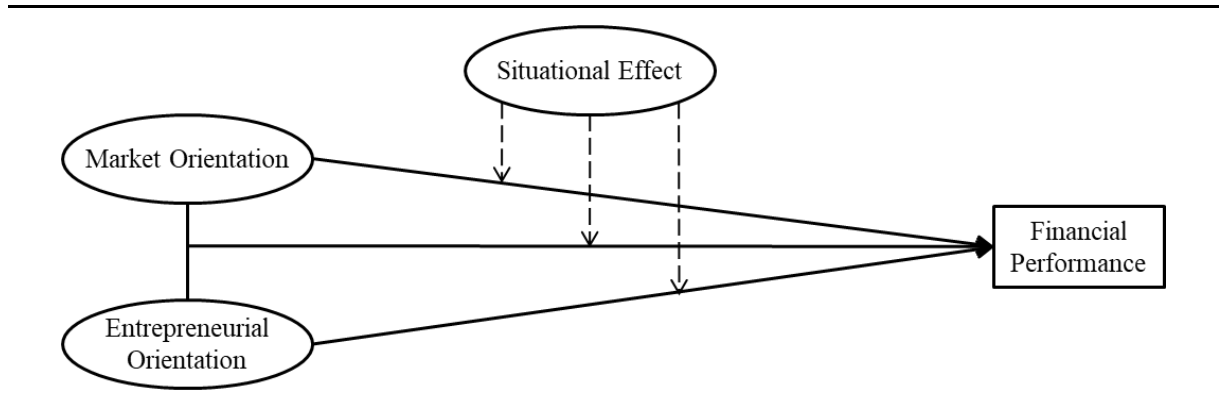 Situational Effect
Market Orientation
Financial
Performance
Entrepreneurial
Orientation